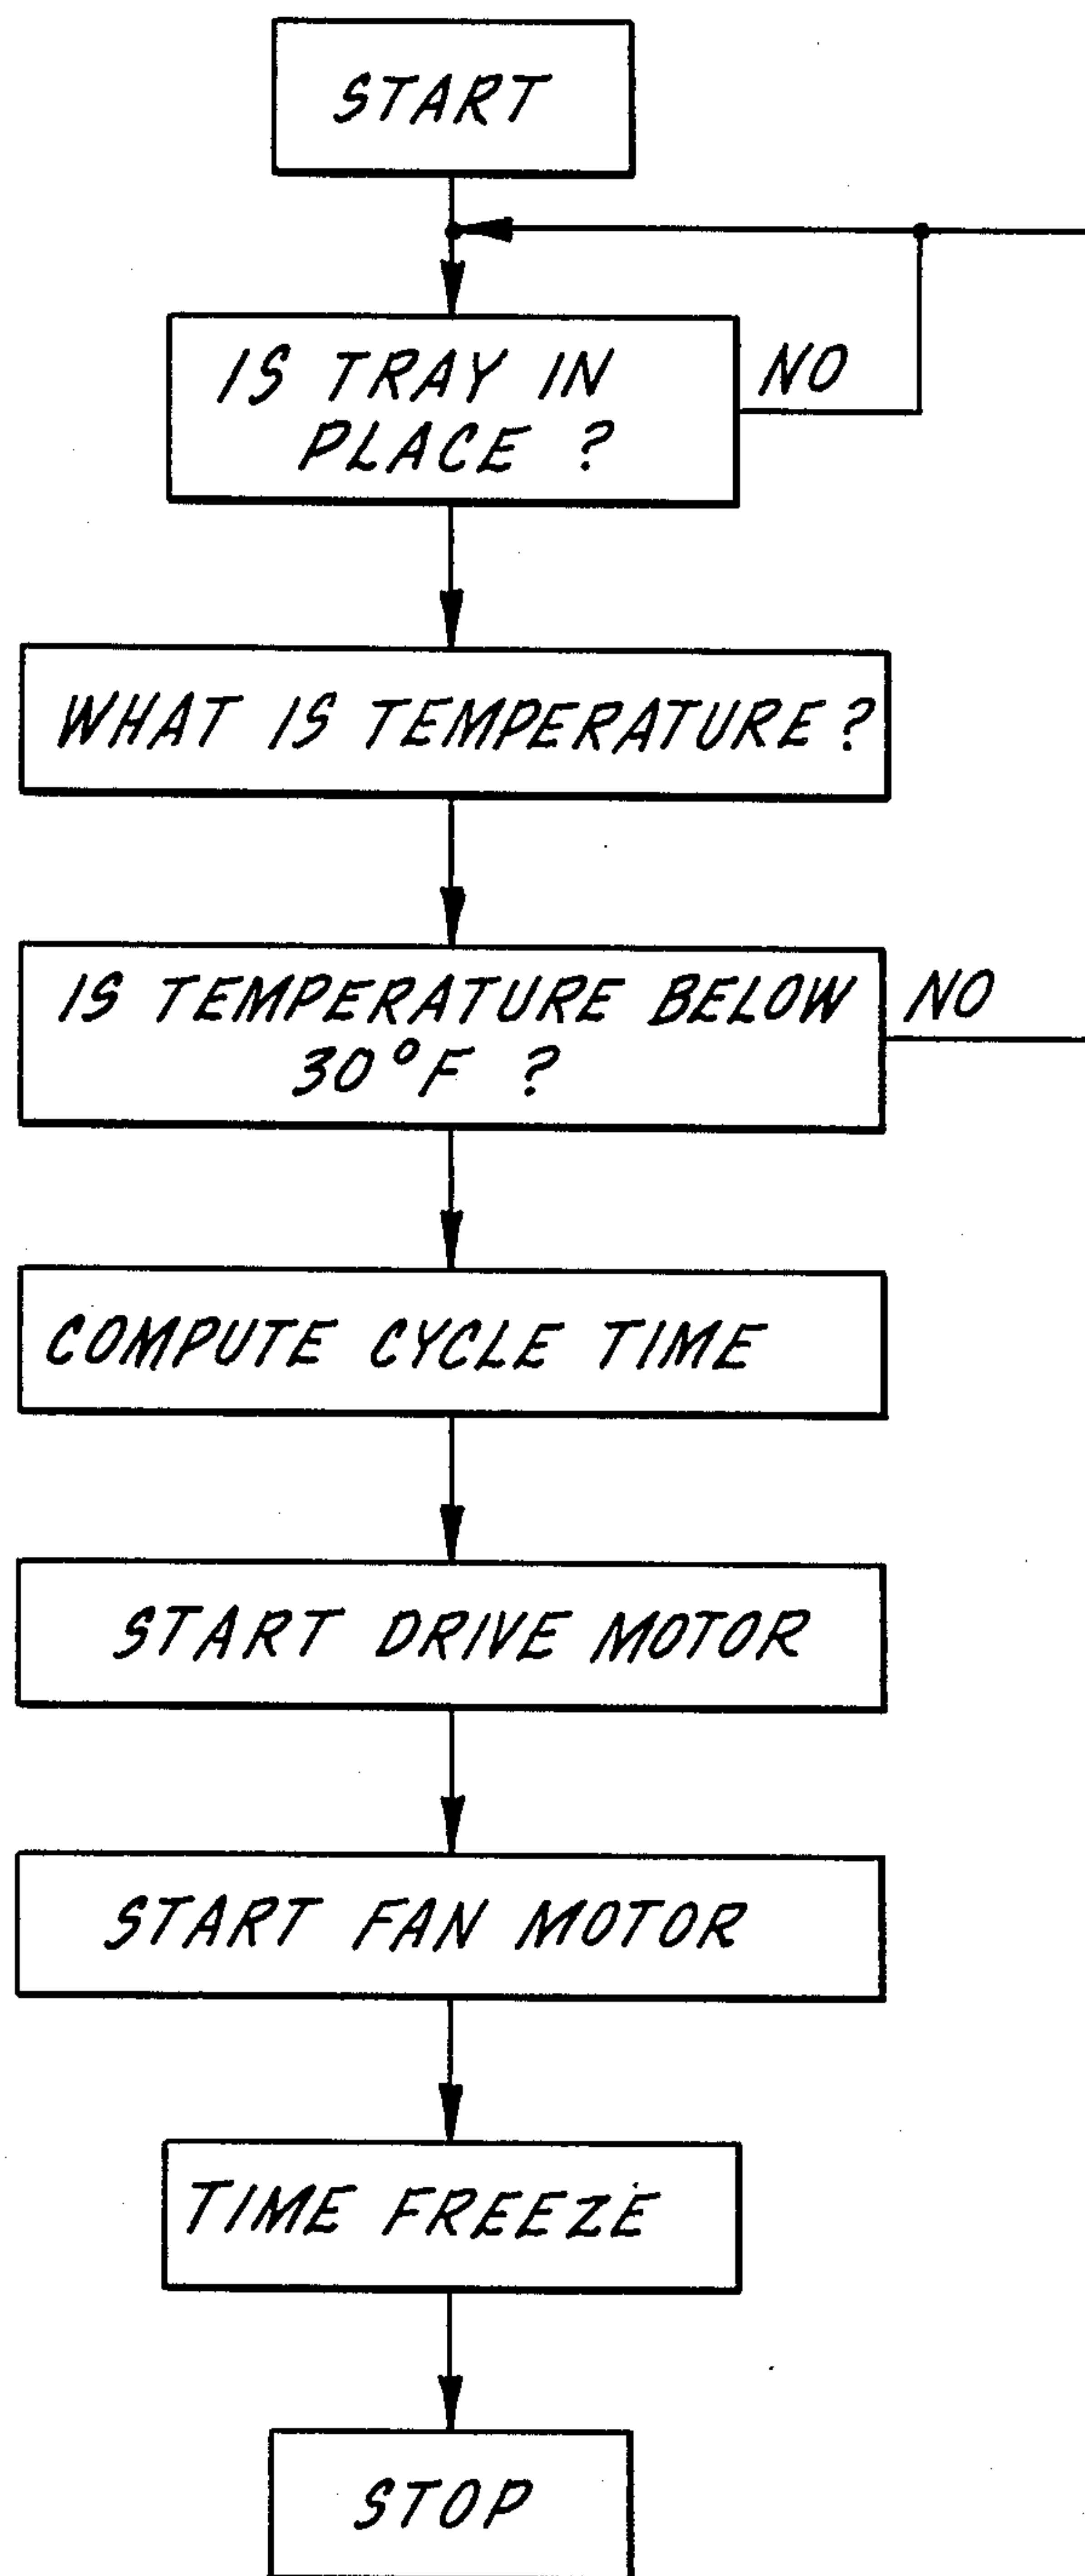 START
IS TRAY IN
PLACE ?
NO
WHAT IS TEMPERATURE?
IS TEMPERATURE BELOW
30°F ?
NO
COMPUTE CYCLE TIME
START DRIVE MOTOR
START FAN MOTOR
TIME FREEZE
STOP